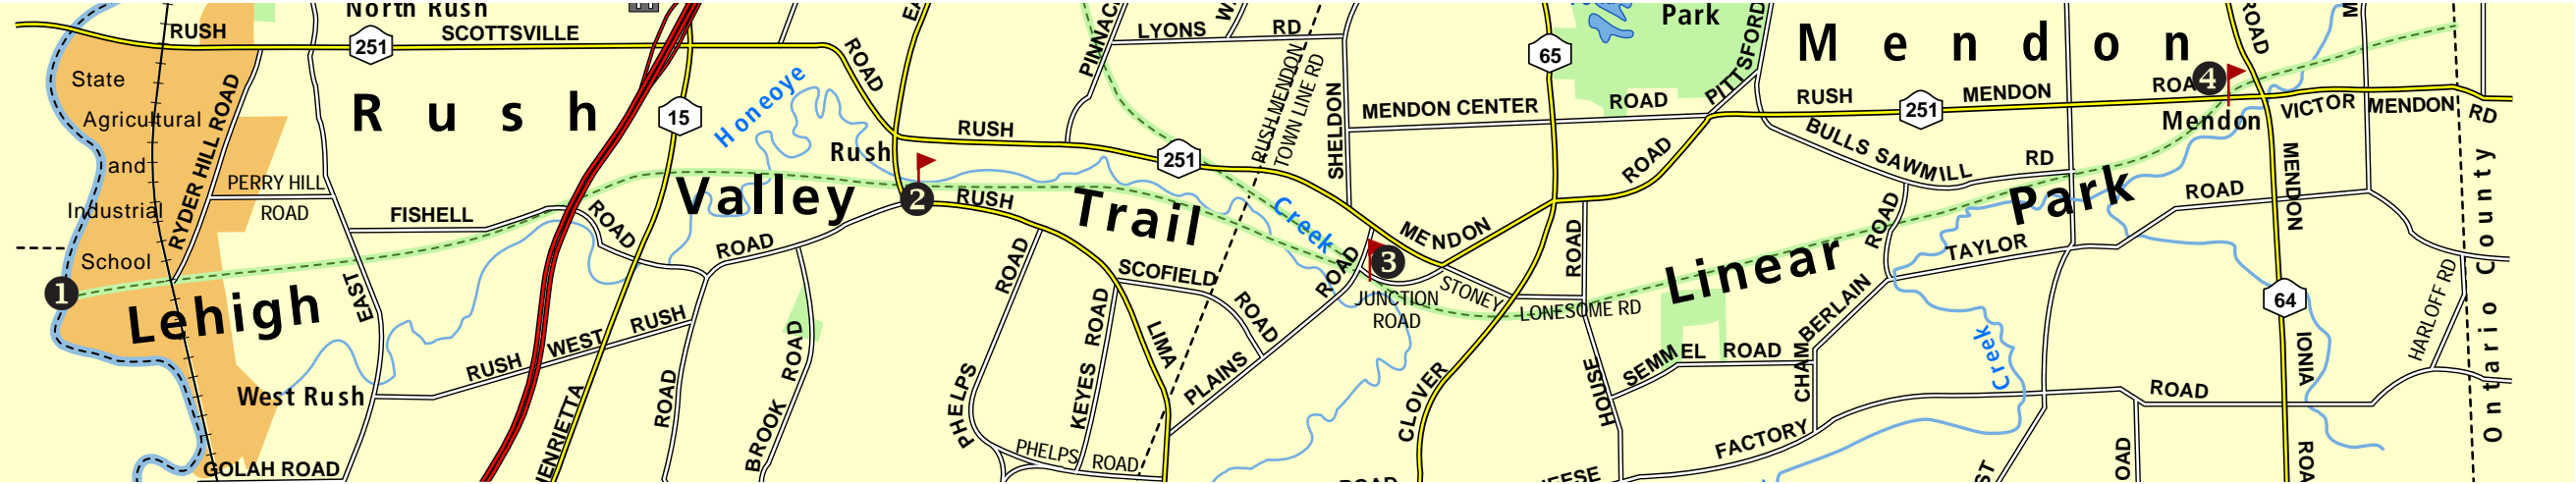 North Rush
RUSH
251
SCOTTSVILLE
ROAD
State
Agricultural
and
Industrial
School
RYDER HILL ROAD
Rush
15
Honeoye
PERRY HILL
ROAD
FISHELL
ROAD
EAST
1
Lehigh
Valley
Trail
Linear
Park
West Rush
GOLAH ROAD
RUSH
WEST
RUSH
HENRIETTA
ROAD
ROAD
BROOK
ROAD
Rush
2
RUSH
RUSH
251
PINNAC
LYONS
RD
RUSH-MENDON
TOWN LINE RD
SHELDON
Creek
ROAD
3
MENDON
JUNCTION
ROAD
STONEY
LONESOME RD
SCOFIELD
ROAD
PLAINS
LIMA
PHELPS
ROAD
KEYES
ROAD
PHELPS
ROAD
CLOVER
65
Park
PITTSFORD
MENDON CENTER
ROAD
ROAD
RUSH
251
MENDON
Mendon
ROAD
4
Mendon
VICTOR
MENDON
RD
BULLS SAWMILL
RD
ROAD
TAYLOR
ROAD
ROAD
HOUSE
SEMMEL
ROAD
CHAMBERLAIN
FACTORY
ROAD
Creek
MENDON
64
IONIA
HARLOFF RD
Ontario County